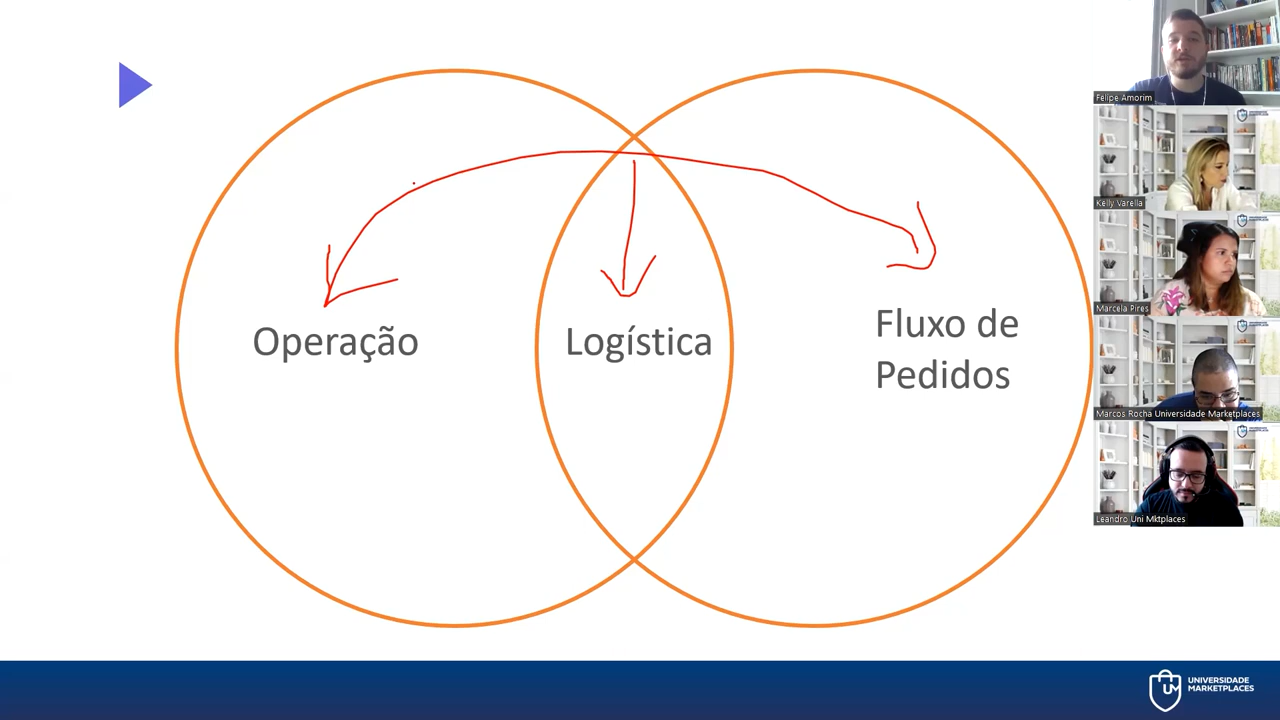 Operação
Logística
Fluxo de
Pedidos
Felipe Amorim
Kelly Varella
Marcela Pires
Marcos Rocha Universidade Marketplaces
Leandro Uni Mktplaces
UM
UNIVERSIDADE
MARKETPLACES